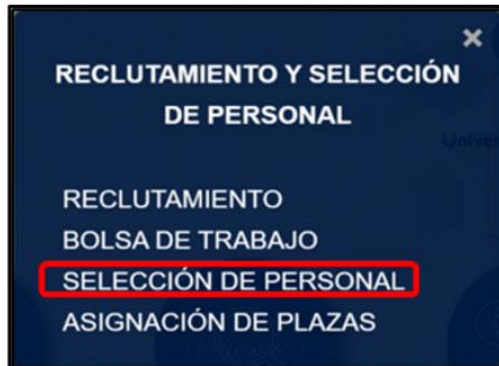 RECLUTAMIENTO Y SELECCIÓN
DE PERSONAL
RECLUTAMIENTO
BOLSA DE TRABAJO
SELECCIÓN DE PERSONAL
ASIGNACIÓN DE PLAZAS